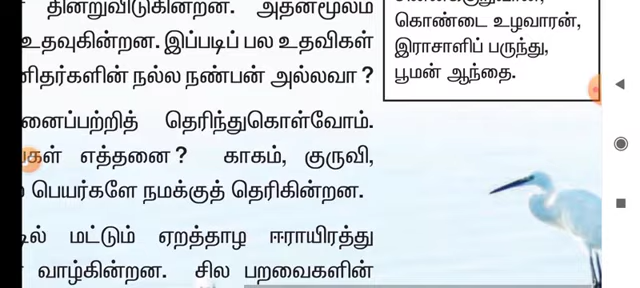 தின்றுவிடுகின்றன. அதன்மூலம்
உதவுகின்றன. இப்படிப் பல உதவிகள்
னிதர்களின் நல்ல நண்பன் அல்லவா ?
கொண்டை உழவாரன்,
இராசாளிப் பருந்து,
பூமன் ஆந்தை.
னைப்பற்றித் தெரிந்துகொள்வோம்.
கள் எத்தனை ? காகம், குருவி,
பெயர்களே நமக்குத் தெரிகின்றன.
டில் மட்டும் ஏறத்தாழ ஈராயிரத்து
வாழ்கின்றன. சில பறவைகளின்